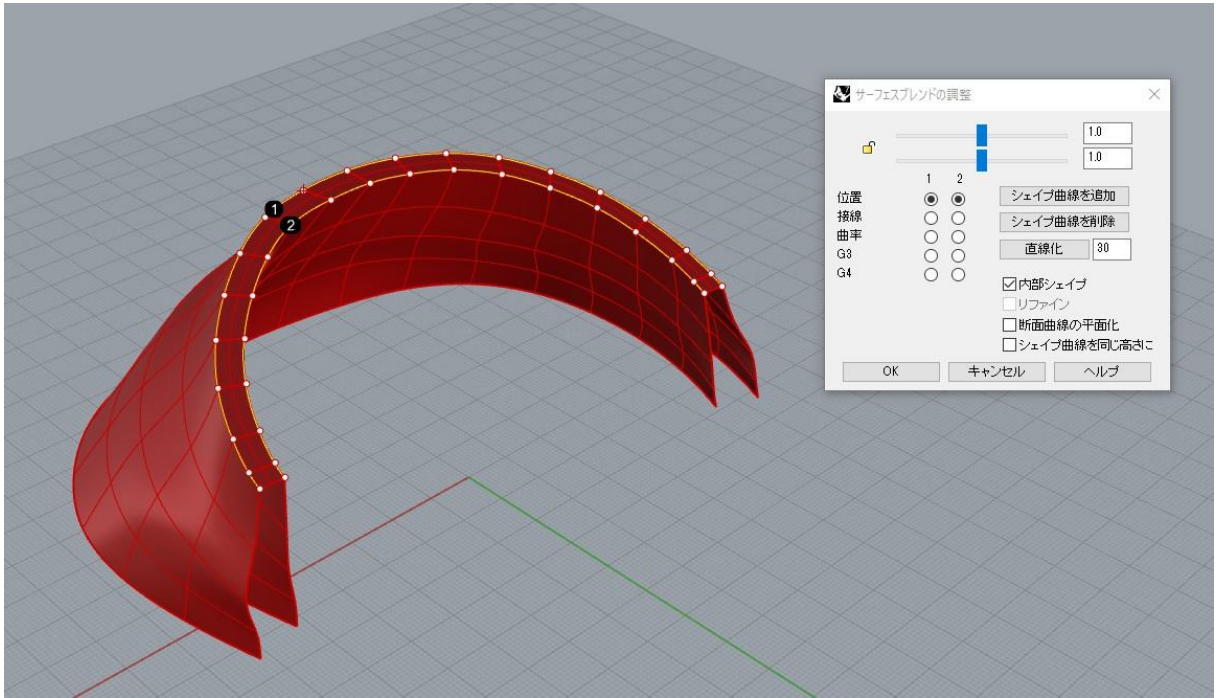 サーフェスブレンドの調整
1.0
1.0
1 2
位置
接線
曲率
G3
G4
シェイプ曲線を追加
シェイプ曲線を削除
直線化 30
内部シェイプ
リファイン
断面曲線の平面化
シェイプ曲線を同じ高さに
OK キャンセル ヘルプ
1
2